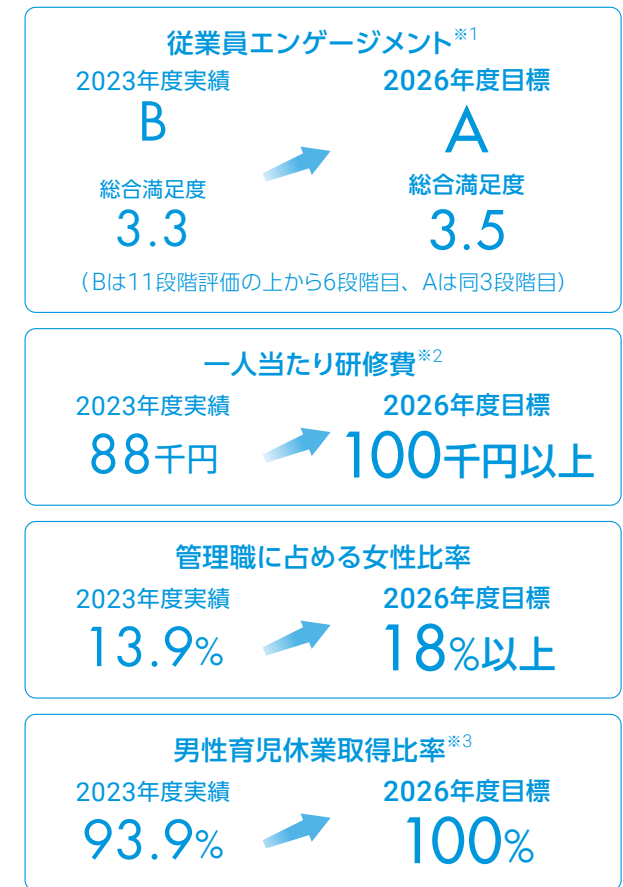 従業員エンゲージメント※1
2023年度実績 2026年度目標
B A
総合満足度 総合満足度
3.3 3.5
（Bは11段階評価の上から6段階目、Aは同3段階目）
一人当たり研修費※2
2023年度実績 2026年度目標
88千円 100千円以上
管理職に占める女性比率
2023年度実績 2026年度目標
13.9% 18%以上
男性育児休業取得比率※3
2023年度実績 2026年度目標
93.9% 100%